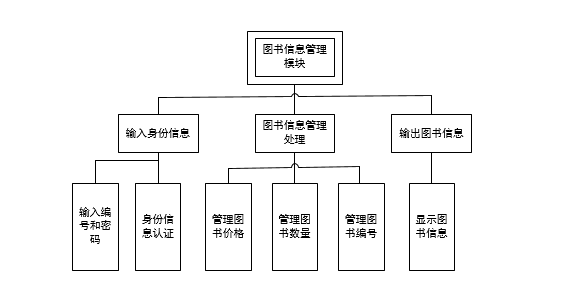 图书信息管理
模块
输入身份信息
图书信息管理
处理
输出图书信息
输入编
号和密
码
身份信
息认证
管理图
书价格
管理图
书数量
管理图
书编号
显示图
书信息